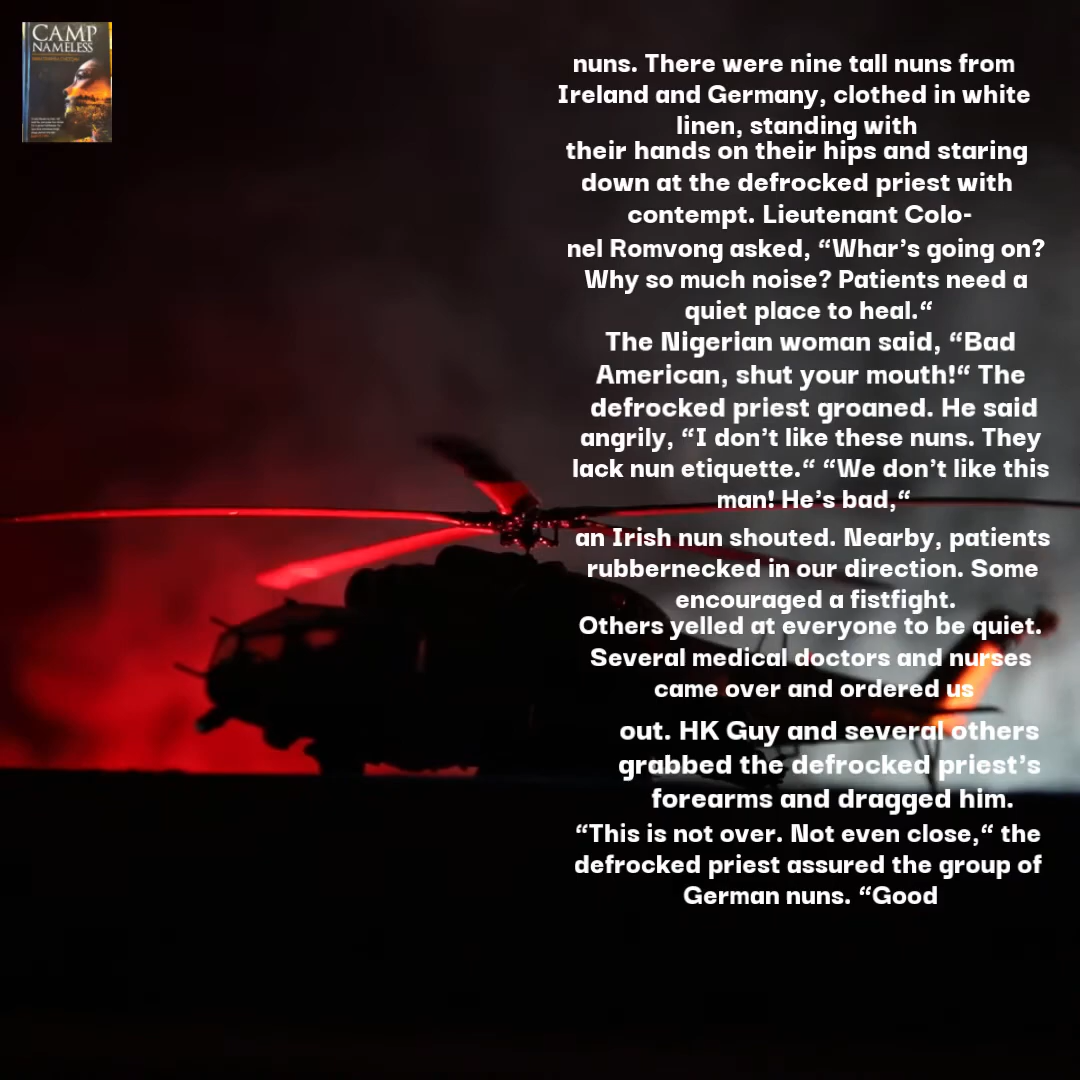 CAMP
NAMELESS
nuns. There were nine tall nuns from
Ireland and Germany, clothed in white
linen, standing with
their hands on their hips and staring
down at the defrocked priest with
contempt. Lieutenant Colo-
nel Romvong asked, “Whar’s going on?
Why so much noise? Patients need a
quiet place to heal.“
The Nigerian woman said, “Bad
American, shut your mouth!“ The
defrocked priest groaned. He said
angrily, “I don’t like these nuns. They
lack nun etiquette.“ “We don’t like this
man! He’s bad,“
an Irish nun shouted. Nearby, patients
rubbernecked in our direction. Some
encouraged a fistfight.
Others yelled at everyone to be quiet.
Several medical doctors and nurses
came over and ordered us
out. HK Guy and several others
grabbed the defrocked priest’s
forearms and dragged him.
“This is not over. Not even close,“ the
defrocked priest assured the group of
German nuns. “Good